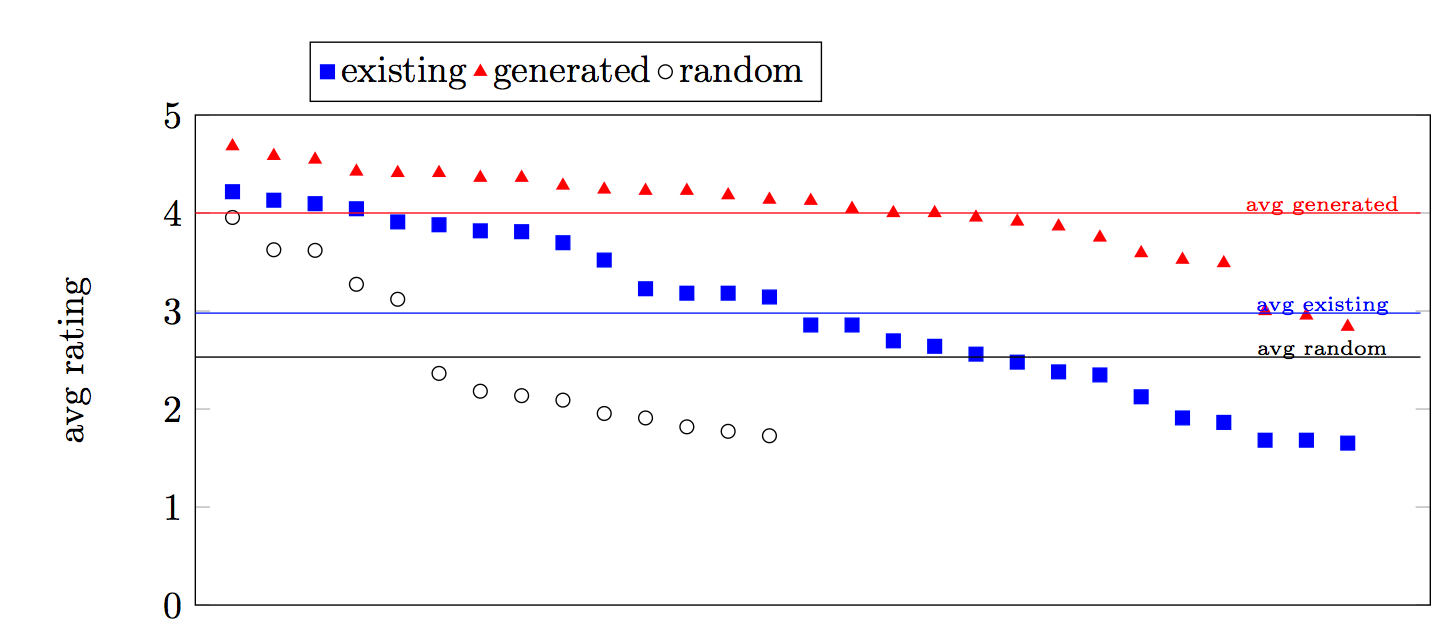 existing generated random
5
4
3
2
1
0
avg rating
avg generated
avg existing
avg random